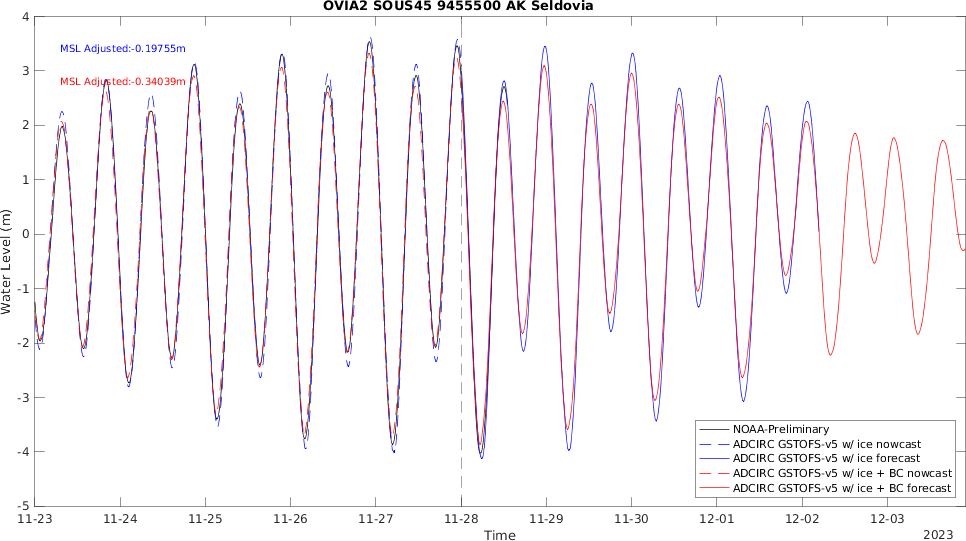 OVIA2 SOUS45 9455500 AK Seldovia
MSL Adjusted:-0.19755m
MSL Adjusted:-0.34039m
4
3
2
1
0
-1
-2
-3
-4
-5
Water Level (m)
NOAA-Preliminary
ADCIRC GSTOFS-v5 w/ ice nowcast
ADCIRC GSTOFS-v5 w/ ice forecast
ADCIRC GSTOFS-v5 w/ ice + BC nowcast
ADCIRC GSTOFS-v5 w/ ice + BC forecast
11-23 11-24 11-25 11-26 11-27 11-28 11-29 11-30 12-01 12-02 12-03
Time
2023